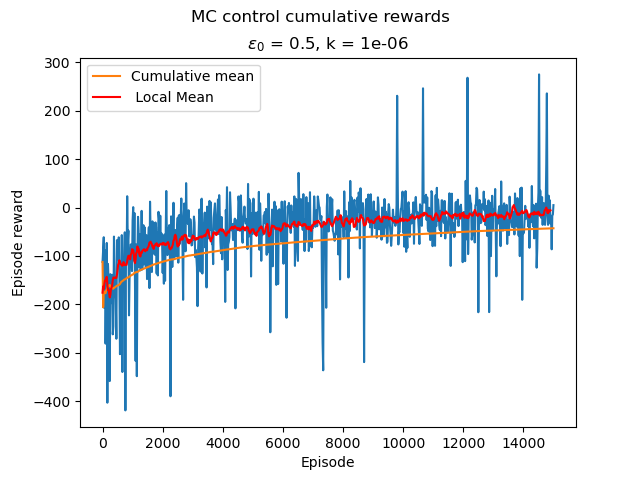 MC control cumulative rewards
ε₀ = 0.5, k = 1e-06
Cumulative mean
Local Mean
Episode reward
300
200
100
0
−100
−200
−300
−400
0 2000 4000 6000 8000 10000 12000 14000
Episode